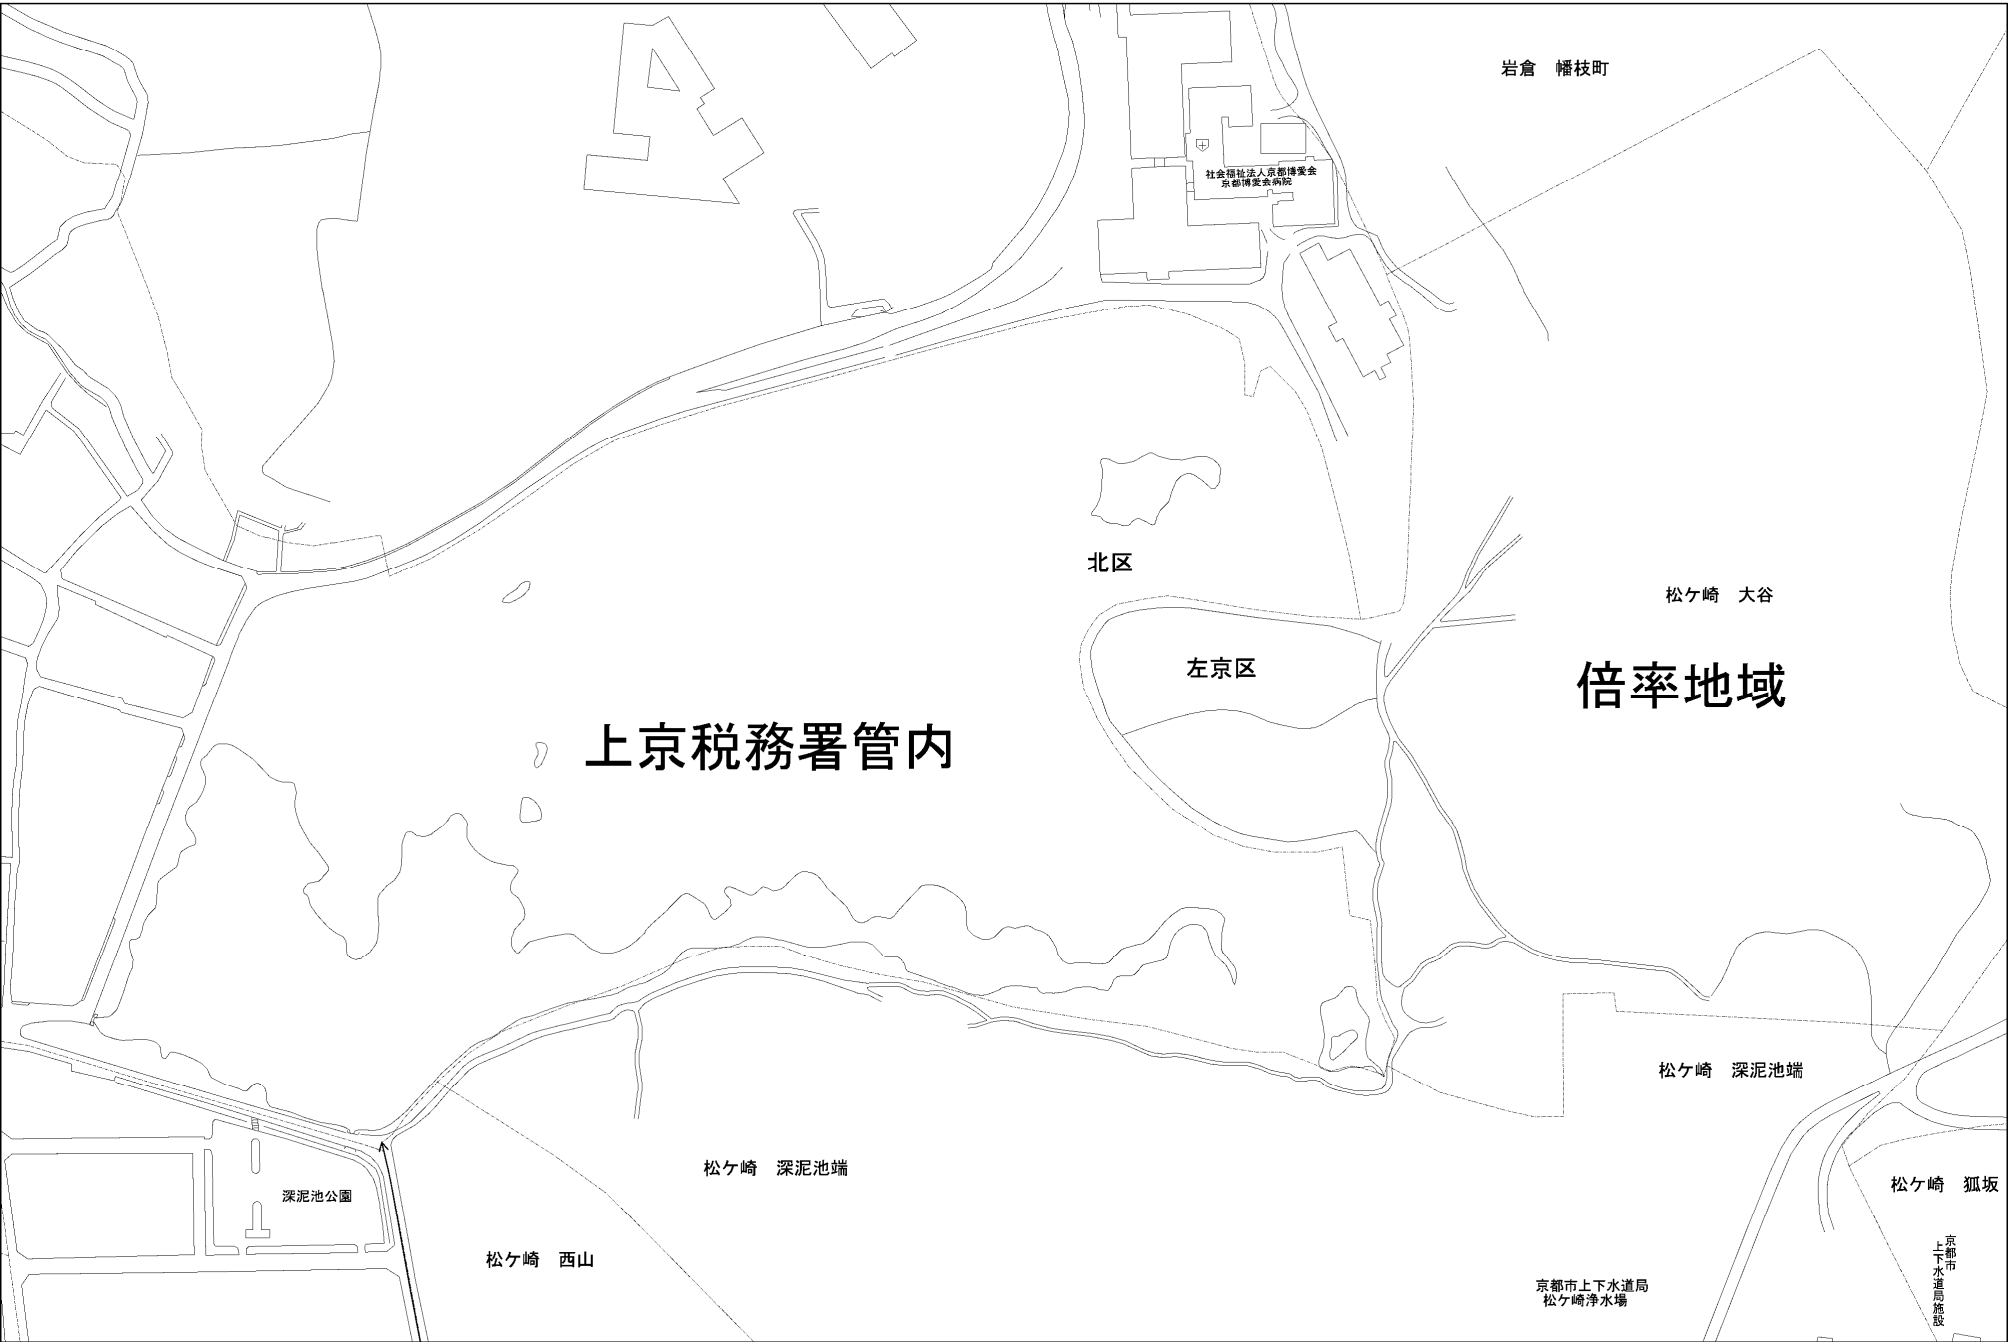 岩倉　幡枝町
社会福祉法人京都博愛会
京都博愛会病院
北区
松ケ崎　大谷
左京区
倍率地域
上京税務署管内
松ケ崎　深泥池端
松ケ崎　深泥池端
松ケ崎　狐坂
深泥池公園
松ケ崎　西山
京都市
上下水道局施設
京都市上下水道局
松ケ崎浄水場